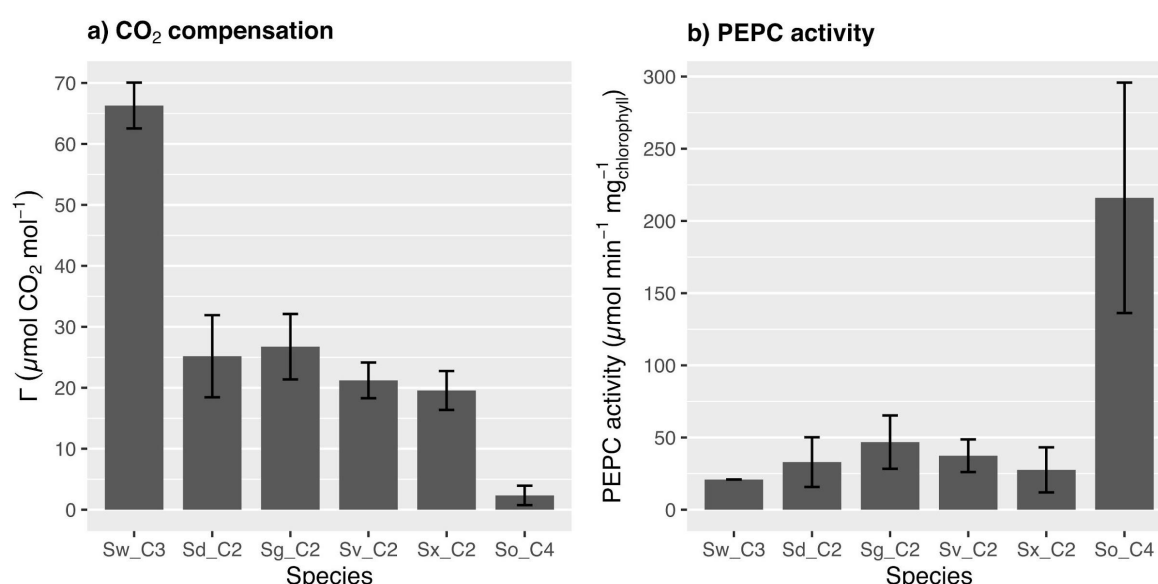 a) CO₂ compensation
Γ (µmol CO₂ mol⁻¹)
70
60
50
40
30
20
10
0
Sw_C3 Sd_C2 Sg_C2 Sv_C2 Sx_C2 So_C4
Species
b) PEPC activity
PEPC activity (µmol min⁻¹ mg⁻¹chlorophyll)
300
250
200
150
100
50
0
Sw_C3 Sd_C2 Sg_C2 Sv_C2 Sx_C2 So_C4
Species